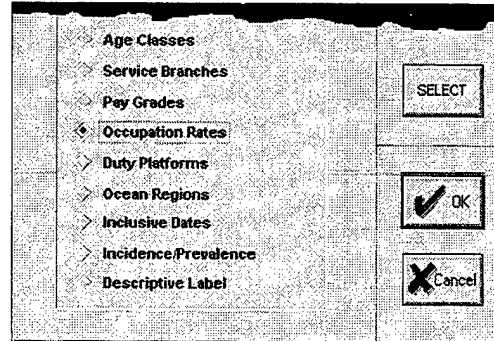 Age Classes
Service Branches
Pay Grades
Occupation Rates
Duty Platforms
Ocean Regions
Inclusive Dates
Incidence/Prevalence
Descriptive Label
SELECT
OK
Cancel